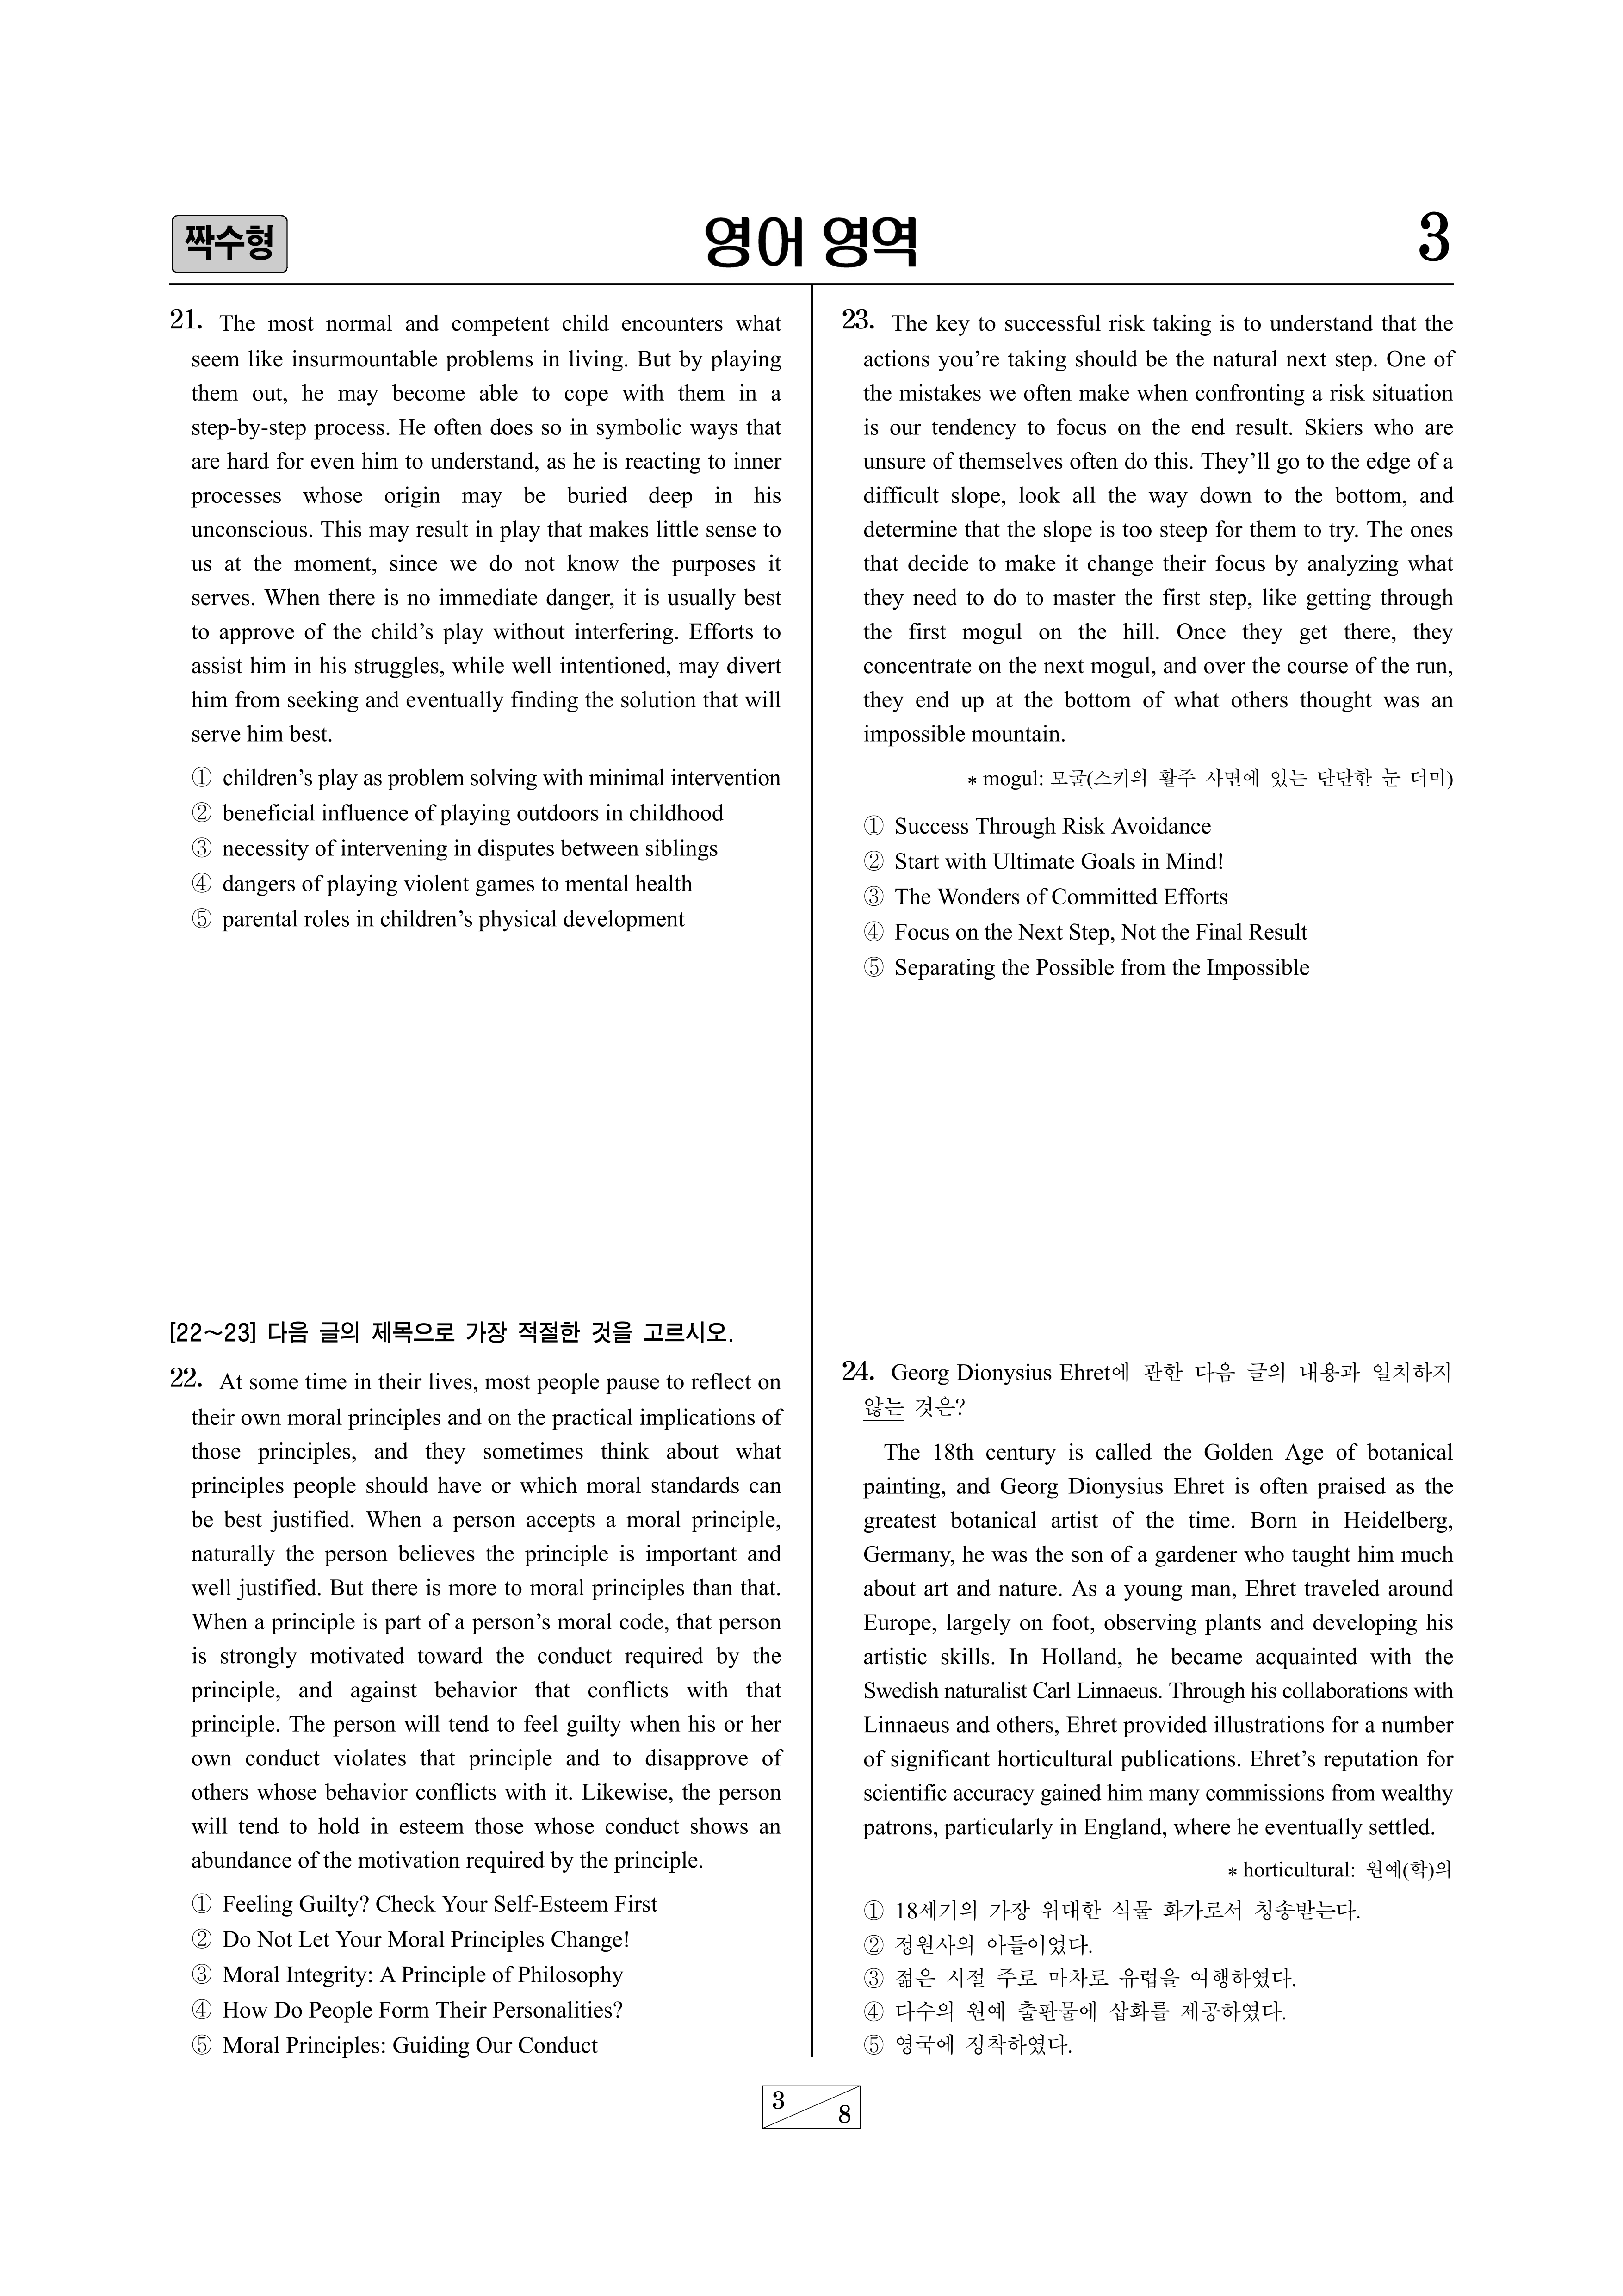 짝수형
영어 영역
3
21. The most normal and competent child encounters what
seem like insurmountable problems in living. But by playing
them out, he may become able to cope with them in a
step-by-step process. He often does so in symbolic ways that
are hard for even him to understand, as he is reacting to inner
processes whose origin may be buried deep in his
unconscious. This may result in play that makes little sense to
us at the moment, since we do not know the purposes it
serves. When there is no immediate danger, it is usually best
to approve of the child’s play without interfering. Efforts to
assist him in his struggles, while well intentioned, may divert
him from seeking and eventually finding the solution that will
serve him best.
① children’s play as problem solving with minimal intervention
② beneficial influence of playing outdoors in childhood
③ necessity of intervening in disputes between siblings
④ dangers of playing violent games to mental health
⑤ parental roles in children’s physical development
[22~23] 다음 글의 제목으로 가장 적절한 것을 고르시오.
22. At some time in their lives, most people pause to reflect on
their own moral principles and on the practical implications of
those principles, and they sometimes think about what
principles people should have or which moral standards can
be best justified. When a person accepts a moral principle,
naturally the person believes the principle is important and
well justified. But there is more to moral principles than that.
When a principle is part of a person’s moral code, that person
is strongly motivated toward the conduct required by the
principle, and against behavior that conflicts with that
principle. The person will tend to feel guilty when his or her
own conduct violates that principle and to disapprove of
others whose behavior conflicts with it. Likewise, the person
will tend to hold in esteem those whose conduct shows an
abundance of the motivation required by the principle.
① Feeling Guilty? Check Your Self-Esteem First
② Do Not Let Your Moral Principles Change!
③ Moral Integrity: A Principle of Philosophy
④ How Do People Form Their Personalities?
⑤ Moral Principles: Guiding Our Conduct
23. The key to successful risk taking is to understand that the
actions you’re taking should be the natural next step. One of
the mistakes we often make when confronting a risk situation
is our tendency to focus on the end result. Skiers who are
unsure of themselves often do this. They’ll go to the edge of a
difficult slope, look all the way down to the bottom, and
determine that the slope is too steep for them to try. The ones
that decide to make it change their focus by analyzing what
they need to do to master the first step, like getting through
the first mogul on the hill. Once they get there, they
concentrate on the next mogul, and over the course of the run,
they end up at the bottom of what others thought was an
impossible mountain.
* mogul: 모굴(스키의 활주 사면에 있는 단단한 눈 더미)
① Success Through Risk Avoidance
② Start with Ultimate Goals in Mind!
③ The Wonders of Committed Efforts
④ Focus on the Next Step, Not the Final Result
⑤ Separating the Possible from the Impossible
24. Georg Dionysius Ehret에 관한 다음 글의 내용과 일치하지
않는 것은?
The 18th century is called the Golden Age of botanical
painting, and Georg Dionysius Ehret is often praised as the
greatest botanical artist of the time. Born in Heidelberg,
Germany, he was the son of a gardener who taught him much
about art and nature. As a young man, Ehret traveled around
Europe, largely on foot, observing plants and developing his
artistic skills. In Holland, he became acquainted with the
Swedish naturalist Carl Linnaeus. Through his collaborations with
Linnaeus and others, Ehret provided illustrations for a number
of significant horticultural publications. Ehret’s reputation for
scientific accuracy gained him many commissions from wealthy
patrons, particularly in England, where he eventually settled.
* horticultural: 원예(학)의
① 18세기의 가장 위대한 식물 화가로서 칭송받는다.
② 정원사의 아들이었다.
③ 젊은 시절 주로 마차로 유럽을 여행하였다.
④ 다수의 원예 출판물에 삽화를 제공하였다.
⑤ 영국에 정착하였다.
3
8